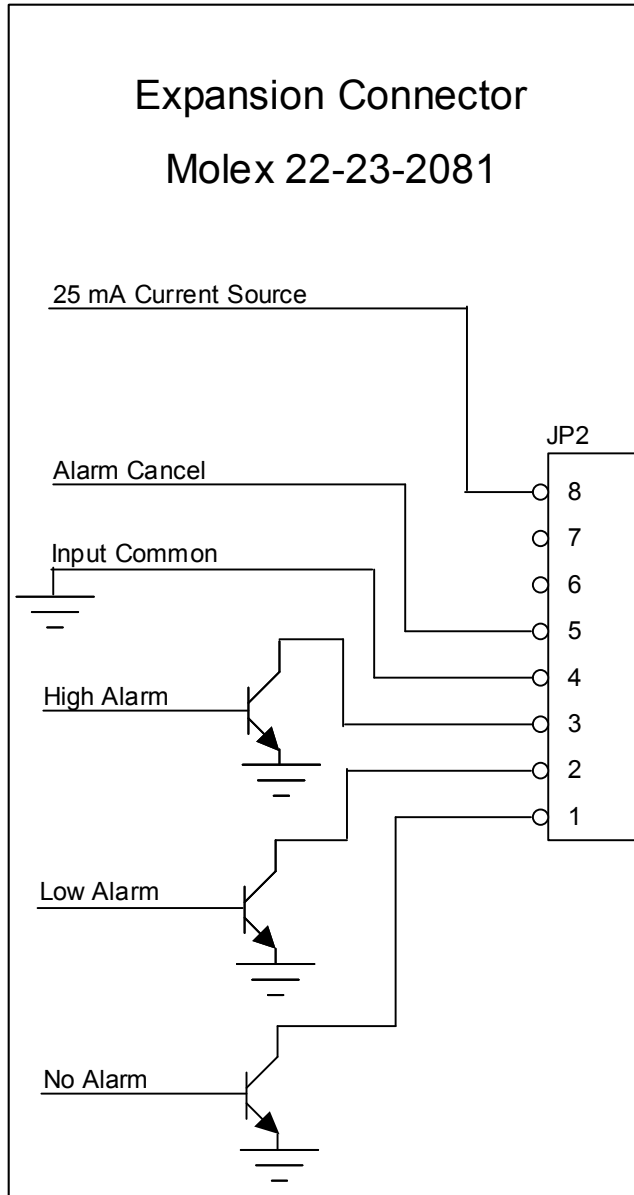 Expansion Connector
Molex 22-23-2081
25 mA Current Source
JP2
Alarm Cancel
8
7
Input Common
6
5
4
High Alarm
3
2
1
Low Alarm
No Alarm